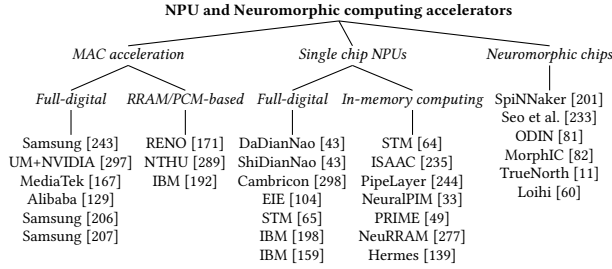 NPU and Neuromorphic computing accelerators
MAC acceleration
Single chip NPUs
Neuromorphic chips
Full-digital
RRAM/PCM-based
Full-digital
In-memory computing
Samsung [243]
UM+NVIDIA [297]
MediaTek [167]
Alibaba [129]
Samsung [206]
Samsung [207]
RENO [171]
NTHU [289]
IBM [192]
DaDianNao [43]
ShiDianNao [43]
Cambricon [298]
EIE [104]
STM [65]
IBM [198]
IBM [159]
STM [64]
ISAAC [235]
PipeLayer [244]
NeuralPIM [33]
PRIME [49]
NeuRRAM [277]
Hermes [139]
SpiNNaker [201]
Seo et al. [233]
ODIN [81]
MorphIC [82]
TrueNorth [11]
Loihi [60]